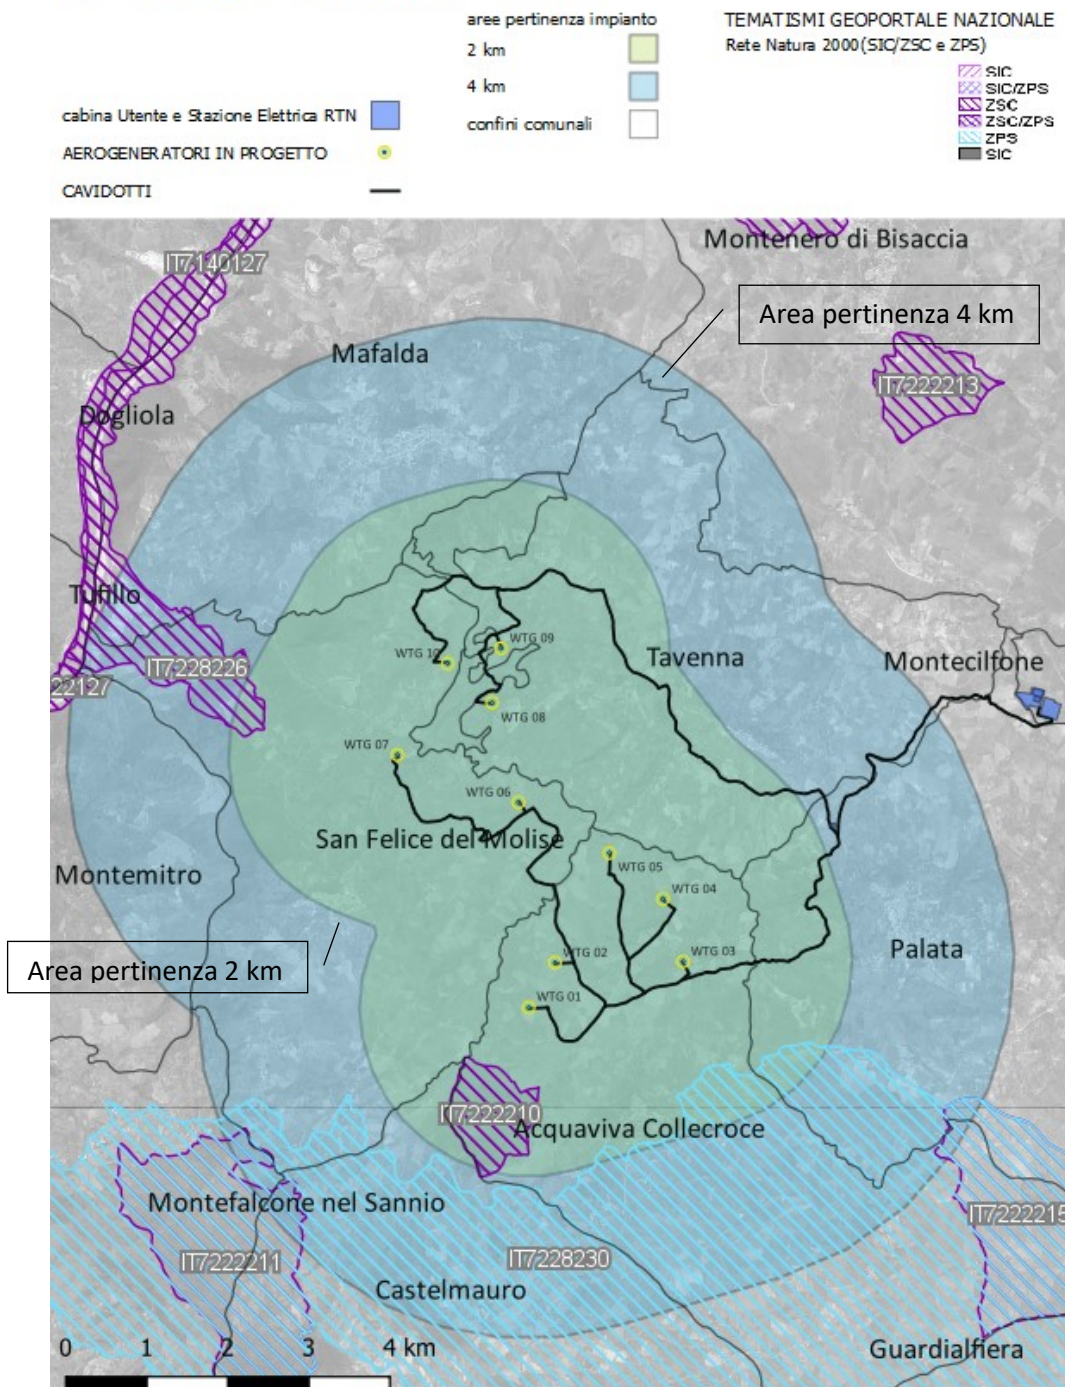 aree pertinenza impianto
2 km
4 km
confini comunali
TEMATISMI GEOPORTALE NAZIONALE
Rete Natura 2000(SIC/ZSC e ZPS)
SIC
SIC/ZPS
ZSC
ZSC/ZPS
ZPS
SIC
cabina Utente e Stazione Elettrica RTN
AEROGENERATORI IN PROGETTO
CAVIDOTTI
Montenero di Bisaccia
IT7140127
Area pertinenza 4 km
Mafalda
IT7222213
Dogliola
Tufillo
WTG 09
WTG 10
Tavenna
Montecilfone
IT7228226
22127
WTG 08
WTG 07
WTG 06
San Felice del Molise
WTG 05
Montemitro
WTG 04
Palata
WTG 02
WTG 03
Area pertinenza 2 km
WTG 01
IT7222210
Acquaviva Collecroce
Montefalcone nel Sannio
IT7222215
IT7222211
IT7228230
Castelmauro
Guardialfiera
0 1 2 3 4 km